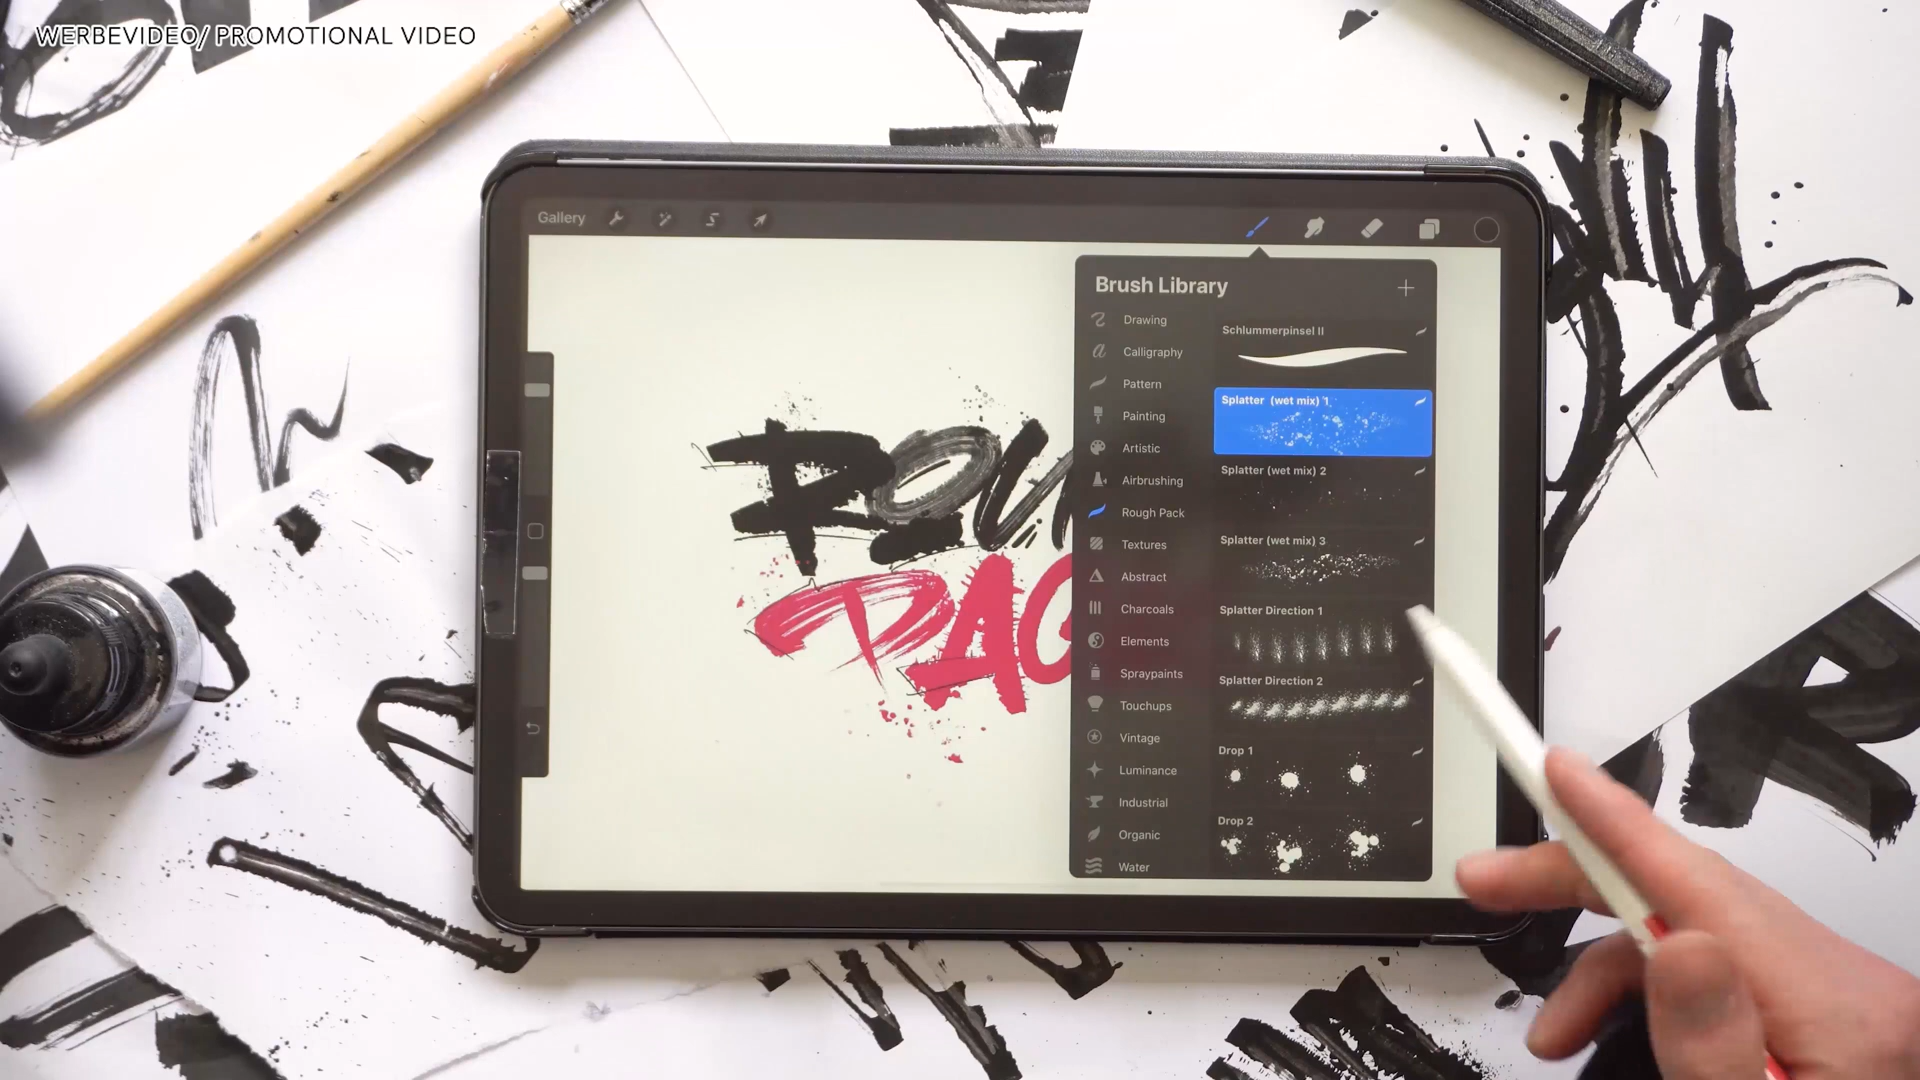 WERBEVIDEO/ PROMOTIONAL VIDEO
Gallery
Brush Library
Drawing
Calligraphy
Pattern
Painting
Artistic
Airbrushing
Rough Pack
Textures
Abstract
Charcoals
Elements
Spraypaints
Touchups
Vintage
Luminance
Industrial
Organic
Water
Schlummerpinsel II
Splatter (wet mix) 1
Splatter (wet mix) 2
Splatter (wet mix) 3
Splatter Direction 1
Splatter Direction 2
Drop 1
Drop 2